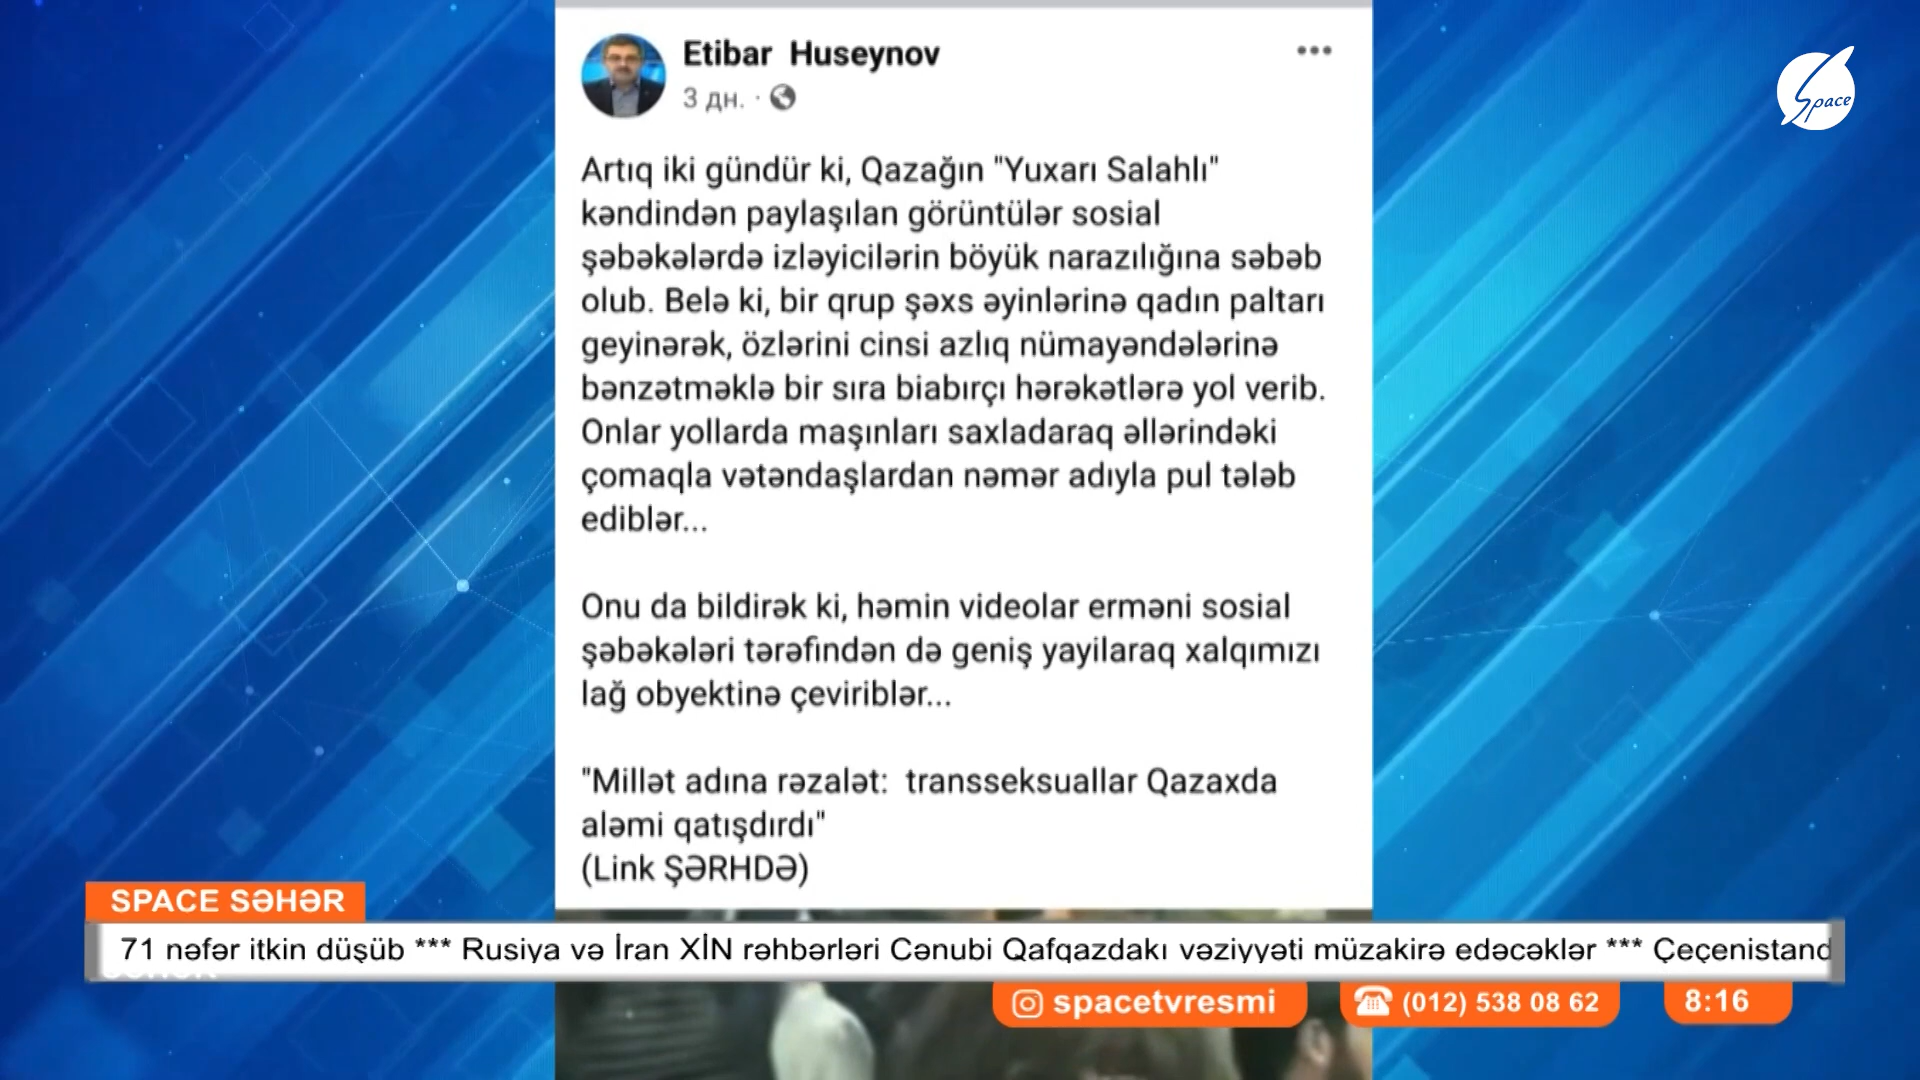 Etibar Huseynov
3 дн.
Space
Artıq iki gündür ki, Qazağın "Yuxarı Salahlı"
kəndindən paylaşılan görüntülər sosial
şəbəkələrdə izləyicilərin böyük narazılığına səbəb
olub. Belə ki, bir qrup şəxs əyinlərinə qadın paltarı
geyinərək, özlərini cinsi azlıq nümayəndələrinə
bənzətməklə bir sıra biabırçı hərəkətlərə yol verib.
Onlar yollarda maşınları saxladaraq əllərindəki
çomaqla vətəndaşlardan nəmər adıyla pul tələb
ediblər...
Onu da bildirək ki, həmin videolar erməni sosial
şəbəkələri tərəfindən də geniş yayilaraq xalqımızı
lağ obyektinə çeviriblər...
"Millət adına rəzalət: transseksuallar Qazaxda
aləmi qatışdırdı"
(Link ŞƏRHDƏ)
SPACE SƏHƏR
71 nəfər itkin düşüb *** Rusiya və İran XİN rəhbərləri Cənubi Qafqazdakı vəziyyəti müzakirə edəcəklər *** Çeçenistand
spacetvresmi
(012) 538 08 62
8:16